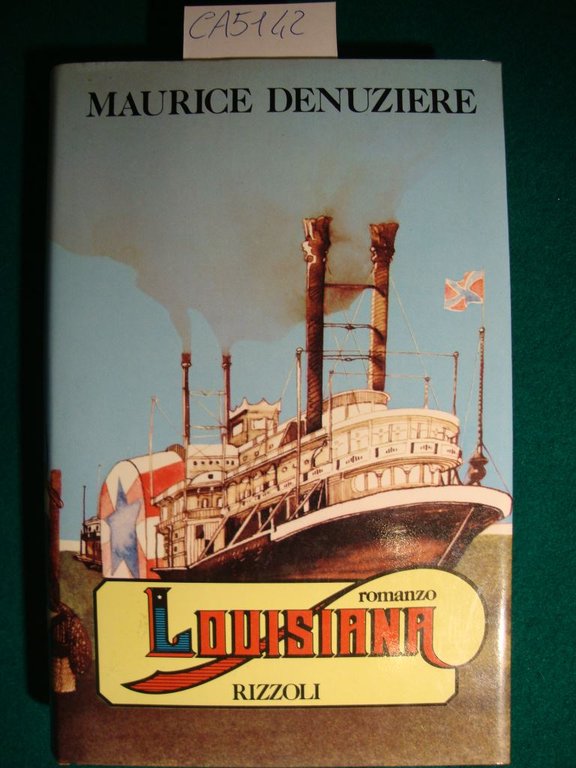 CA5142
MAURICE DENUZIERE
romanzo
LOUISIANA
RIZZOLI